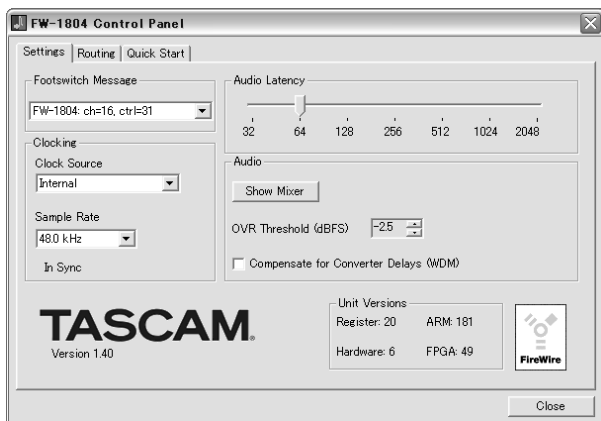 FW-1804 Control Panel
Settings
Routing
Quick Start
Footswitch Message
FW-1804: ch=16, ctrl=31
Clocking
Clock Source
Internal
Sample Rate
48.0 kHz
In Sync
Audio Latency
32 64 128 256 512 1024 2048
Audio
Show Mixer
OVR Threshold (dBFS) -2.5
Compensate for Converter Delays (WDM)
TASCAM.
Version 1.40
Unit Versions
Register: 20 ARM: 181
Hardware: 6 FPGA: 49
FireWire
Close